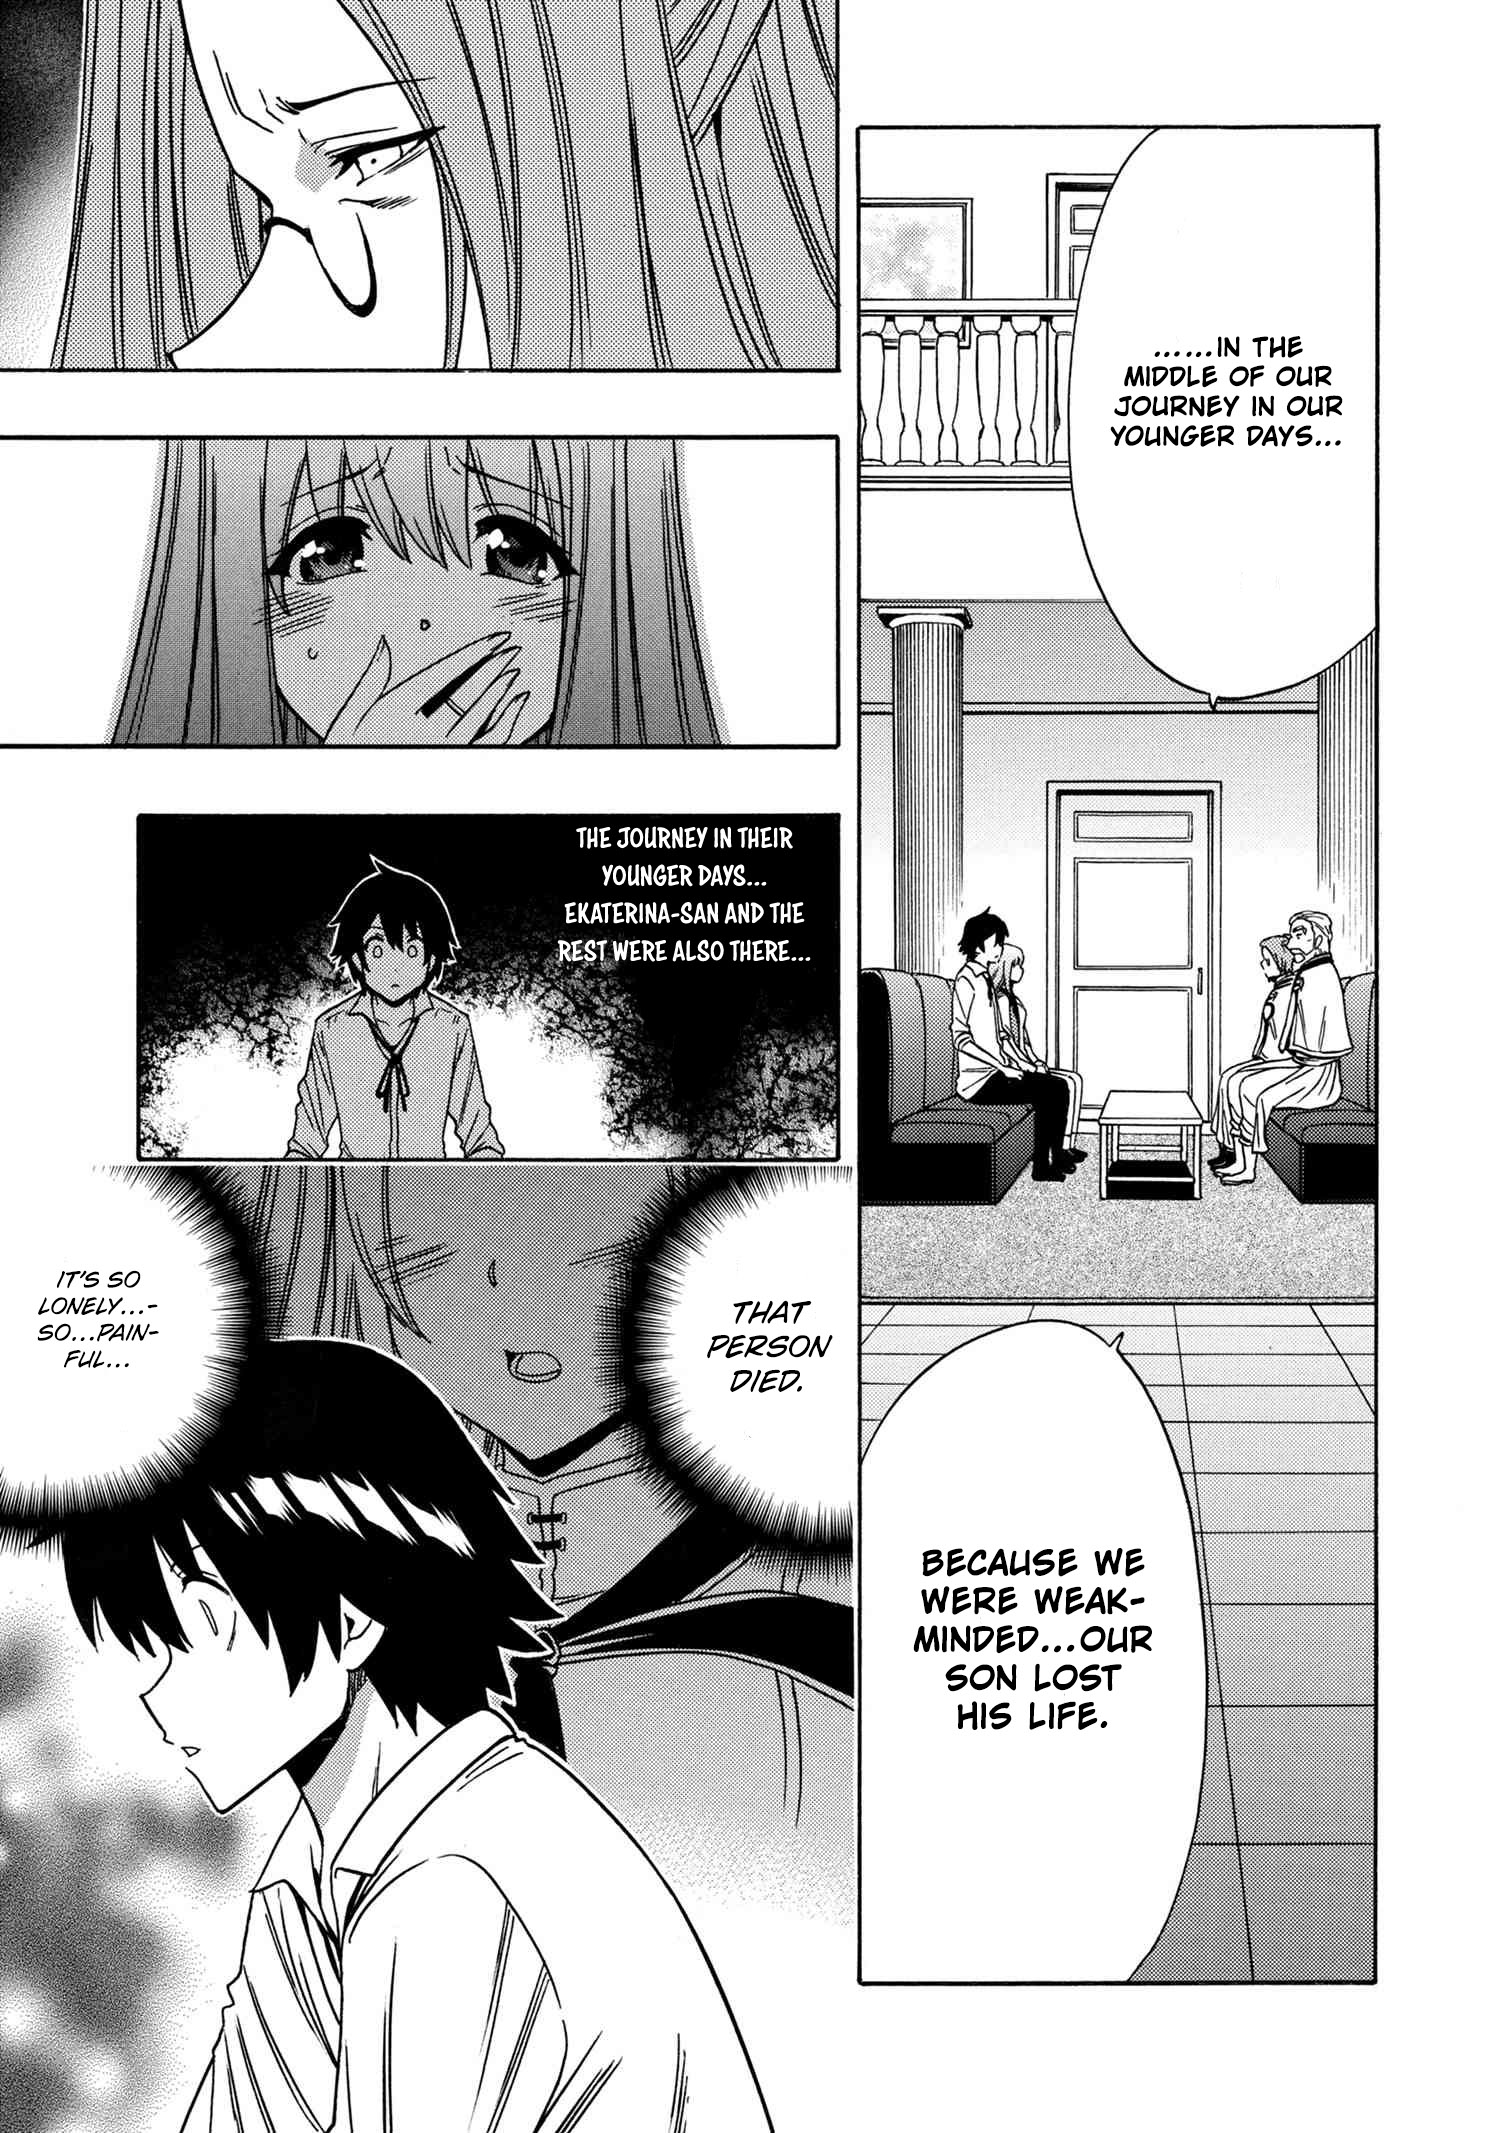 ……IN THE
MIDDLE OF OUR
JOURNEY IN OUR
YOUNGER DAYS...
BECAUSE WE
WERE WEAK-
MINDED...OUR
SON LOST
HIS LIFE.
THE JOURNEY IN THEIR
YOUNGER DAYS...
EKATERINA-SAN AND THE
REST WERE ALSO THERE...
THAT
PERSON
DIED.
IT'S SO
LONELY...-
SO...PAIN-
FUL...